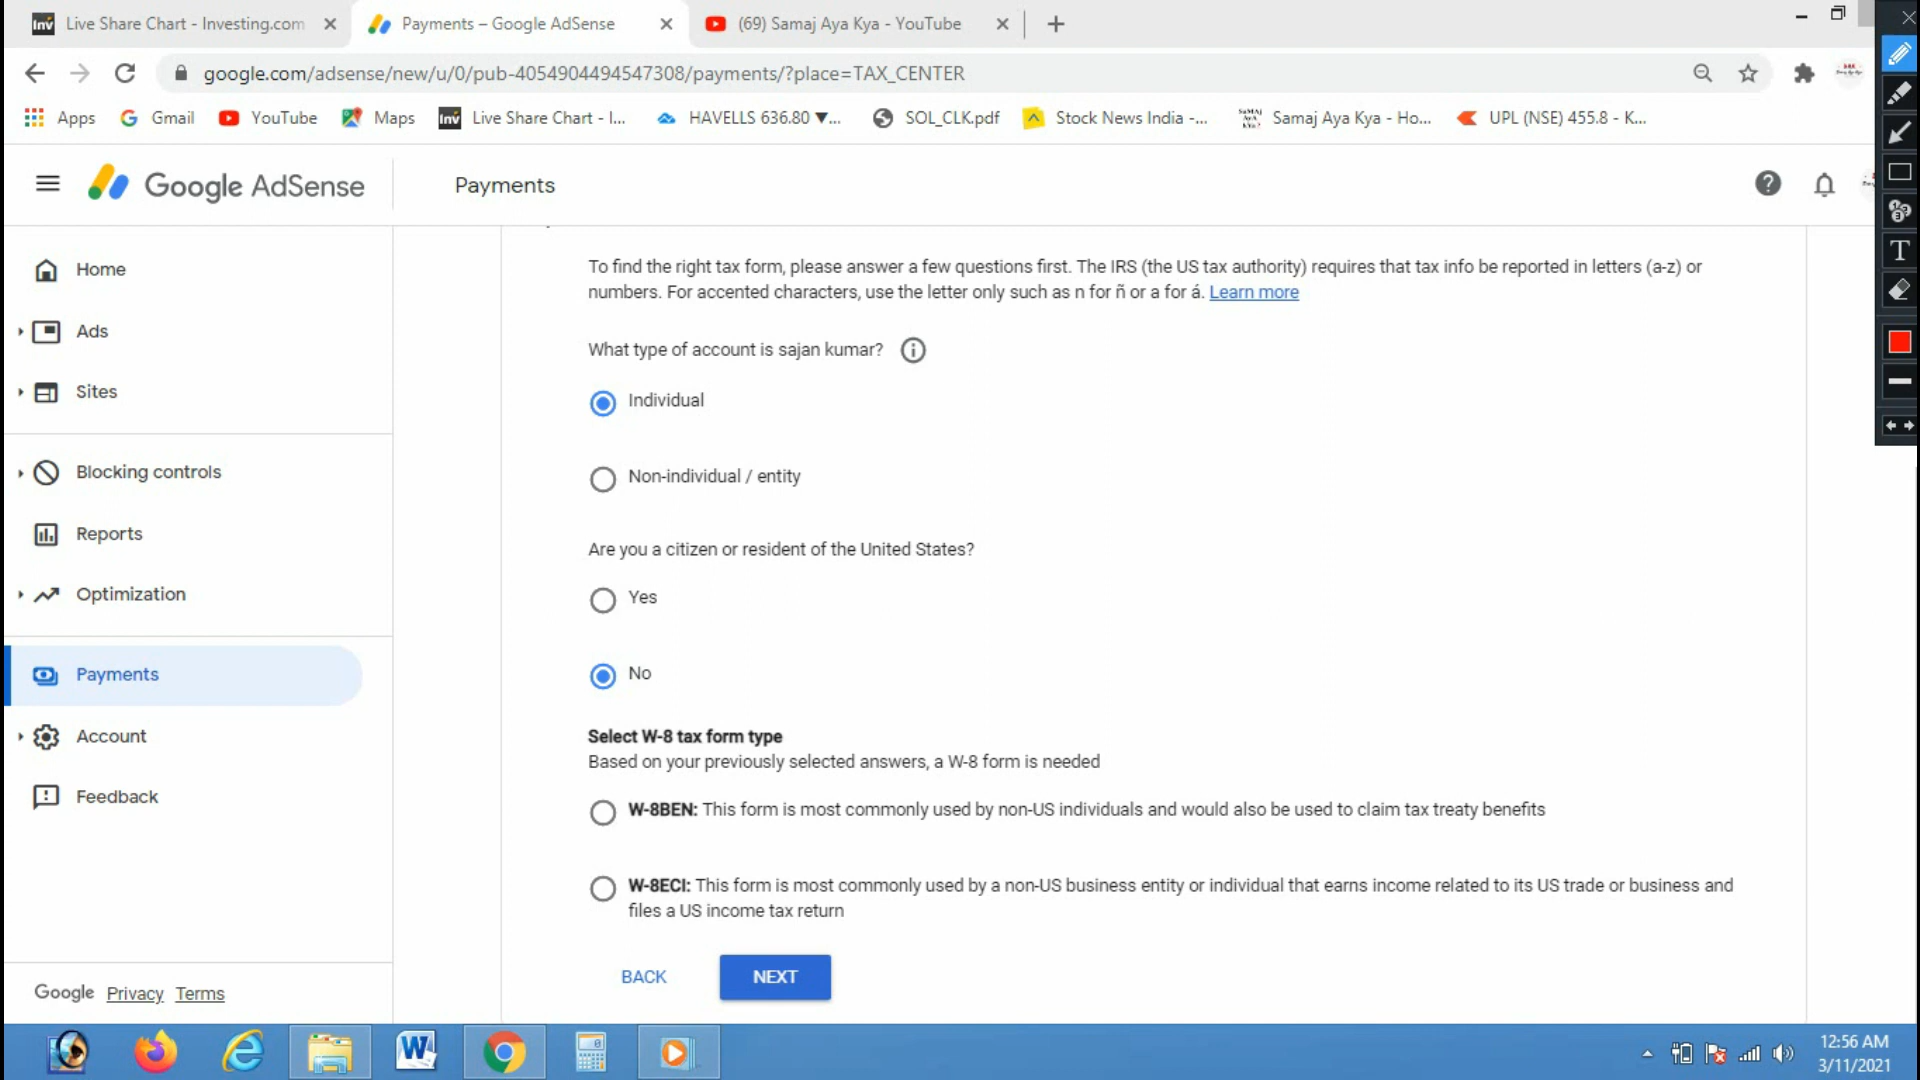 Live Share Chart - Investing.com
Payments – Google AdSense
(69) Samaj Aya Kya - YouTube
google.com/adsense/new/u/0/pub-4054904494547308/payments/?place=TAX_CENTER
Apps
Gmail
YouTube
Maps
Inv
Live Share Chart - I...
HAVELLS 636.80 ▼...
SOL_CLK.pdf
Stock News India -...
Samaj Aya Kya - Ho...
UPL (NSE) 455.8 - K...
Google AdSense
Payments
Home
Ads
Sites
Blocking controls
Reports
Optimization
Payments
Account
Feedback
Google Privacy Terms
To find the right tax form, please answer a few questions first. The IRS (the US tax authority) requires that tax info be reported in letters (a-z) or
numbers. For accented characters, use the letter only such as n for ñ or a for á. Learn more
What type of account is sajan kumar?
Individual
Non-individual / entity
Are you a citizen or resident of the United States?
Yes
No
Select W-8 tax form type
Based on your previously selected answers, a W-8 form is needed
W-8BEN: This form is most commonly used by non-US individuals and would also be used to claim tax treaty benefits
W-8ECI: This form is most commonly used by a non-US business entity or individual that earns income related to its US trade or business and
files a US income tax return
BACK
NEXT
12:56 AM
3/11/2021